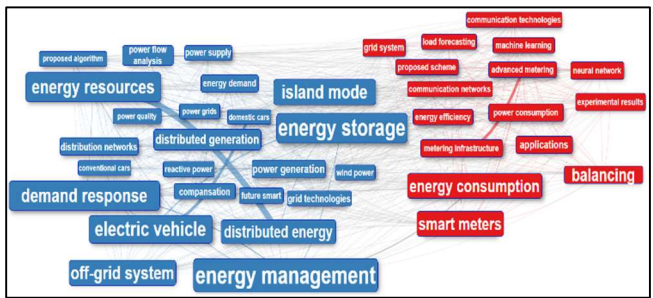 communication technologies
grid system
load forecasting
machine learning
proposed algorithm
power flow
analysis
power supply
proposed scheme
advanced metering
neural network
energy resources
energy demand
island mode
communication networks
experimental results
power quality
power grids
domestic cars
energy efficiency
power consumption
energy storage
distribution networks
distributed generation
metering infrastructure
applications
conventional cars
reactive power
power generation
wind power
balancing
demand response
compansation
future smart
grid technologies
energy consumption
electric vehicle
distributed energy
smart meters
off-grid system
energy management